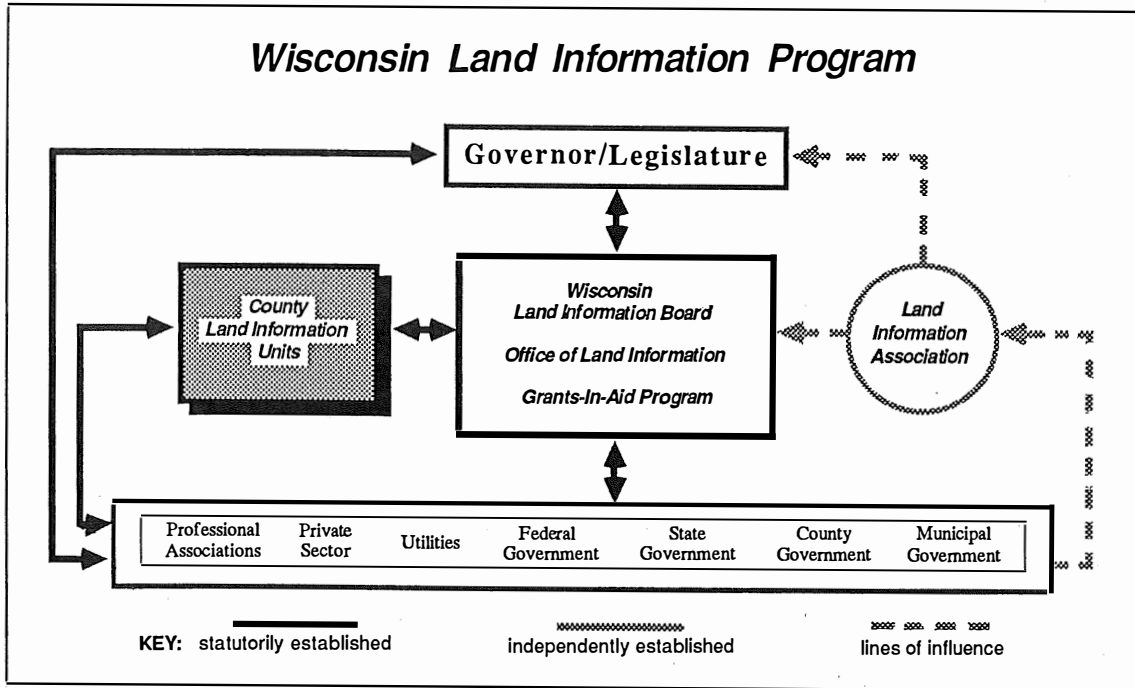 Wisconsin Land Information Program
Governor/Legislature
County
Land Information
Units
Wisconsin
Land Information Board
Office of Land Information
Grants-In-Aid Program
Land
Information
Association
Professional
Associations
Private
Sector
Utilities
Federal
Government
State
Government
County
Government
Municipal
Government
KEY: statutorily established
independently established
lines of influence